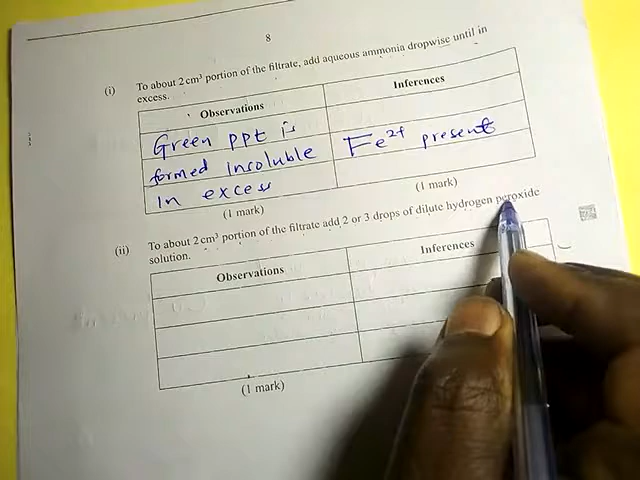 8
(i) To about 2 cm³ portion of the filtrate, add aqueous ammonia dropwise until in
excess.
Observations Inferences
Green ppt is
formed insoluble
in excess
Fe²⁺ present
(1 mark) (1 mark)
(ii) To about 2 cm³ portion of the filtrate add 2 or 3 drops of dilute hydrogen peroxide
solution.
Observations Inferences
(1 mark)